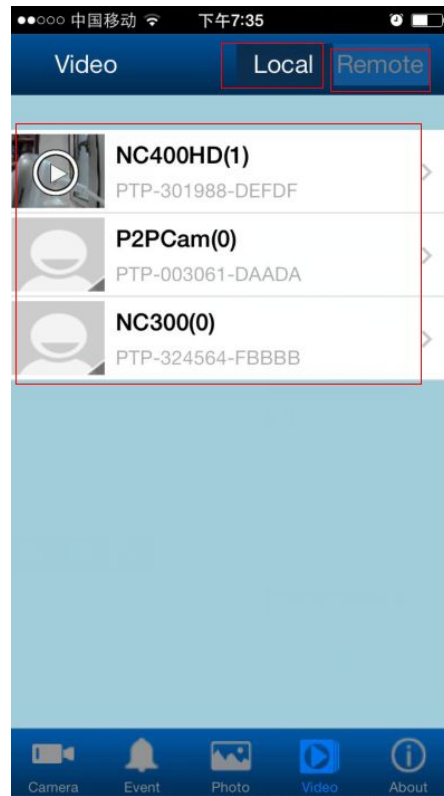 中国移动 下午7:35
Video Local Remote
NC400HD(1)
PTP-301988-DEFDF
P2PCam(0)
PTP-003061-DAADA
NC300(0)
PTP-324564-FBBBB
Camera Event Photo Video About